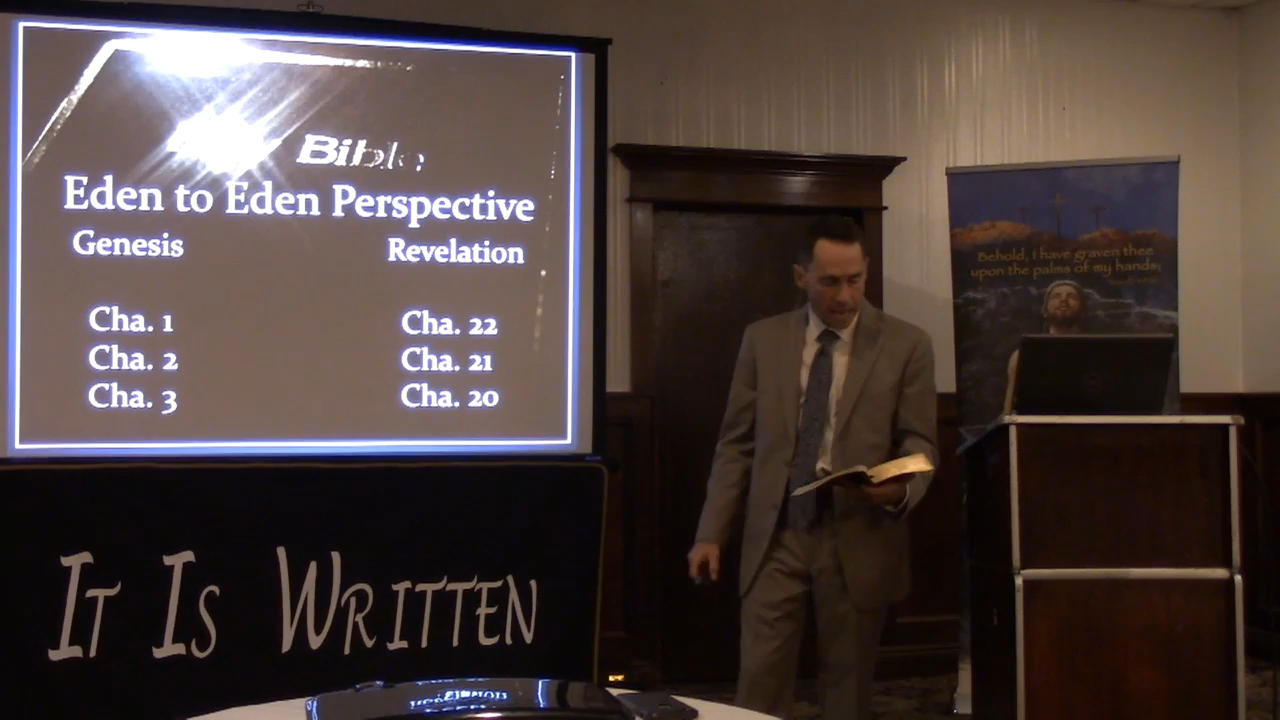 Bible
Eden to Eden Perspective
Genesis Revelation
Cha. 1 Cha. 22
Cha. 2 Cha. 21
Cha. 3 Cha. 20
IT IS WRITTEN
Behold, I have graven thee
upon the palms of my hands;